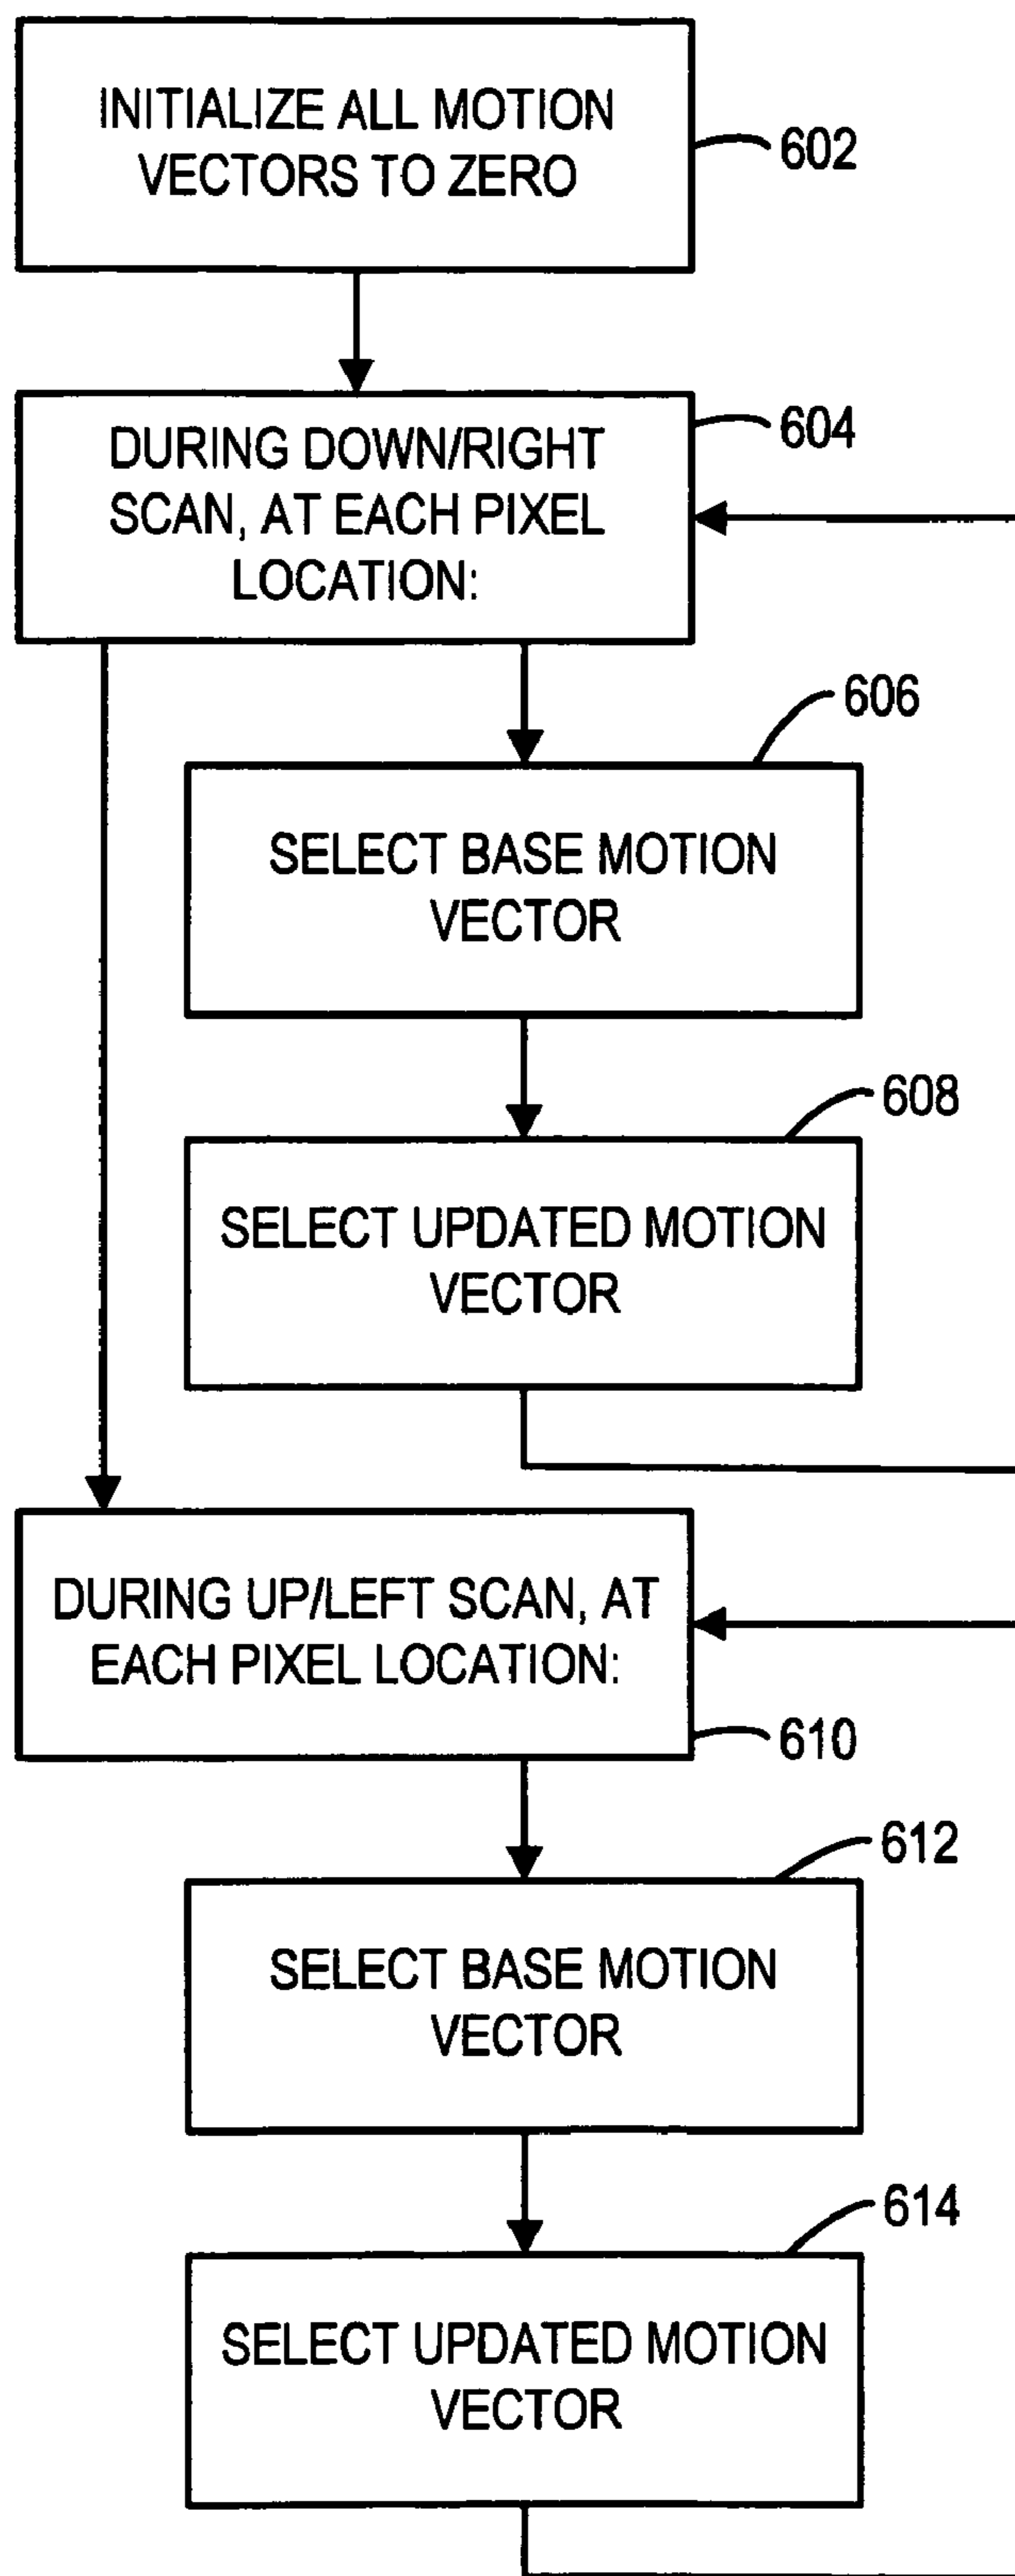 INITIALIZE ALL MOTION
VECTORS TO ZERO
602
DURING DOWN/RIGHT
SCAN, AT EACH PIXEL
LOCATION:
604
606
SELECT BASE MOTION
VECTOR
608
SELECT UPDATED MOTION
VECTOR
DURING UP/LEFT SCAN, AT
EACH PIXEL LOCATION:
610
612
SELECT BASE MOTION
VECTOR
614
SELECT UPDATED MOTION
VECTOR